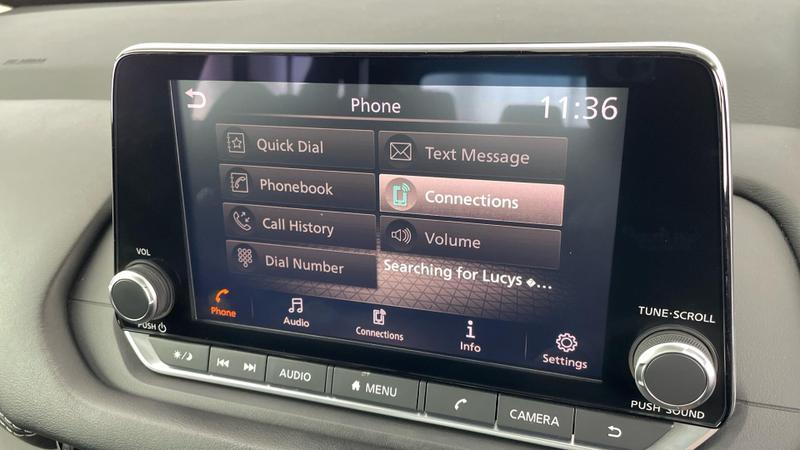 Phone
11:36
Quick Dial
Text Message
Phonebook
Connections
Call History
Volume
Dial Number
Searching for Lucys �...
Phone
Audio
Connections
Info
Settings
VOL
PUSH
TUNE·SCROLL
PUSH SOUND
AUDIO
MENU
CAMERA